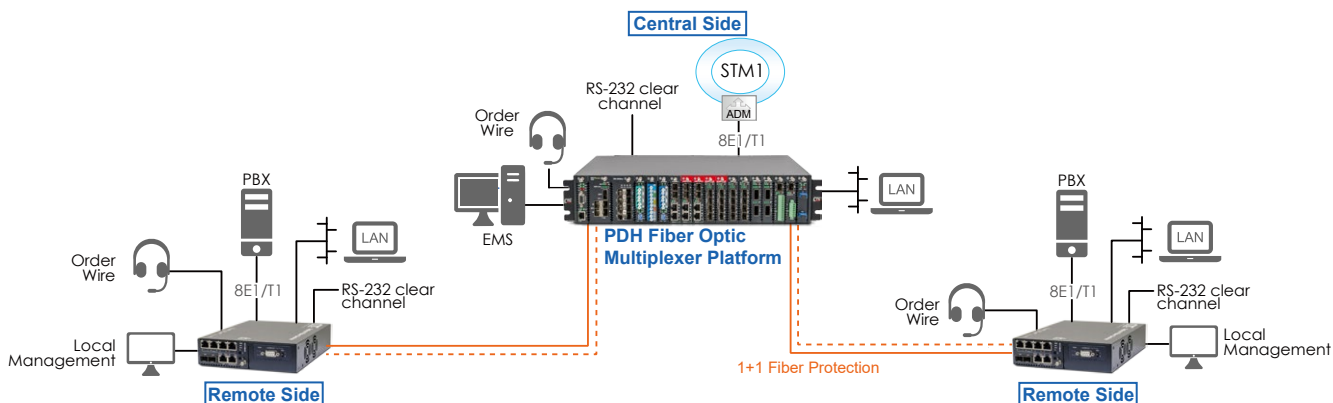 Central Side
STM1
ADM
8E1/T1
RS-232 clear
channel
Order
Wire
EMS
LAN
PDH Fiber Optic
Multiplexer Platform
PBX
LAN
Order
Wire
8E1/T1
RS-232 clear
channel
Local
Management
Remote Side
1+1 Fiber Protection
PBX
LAN
8E1/T1
RS-232 clear
channel
Order
Wire
Local
Management
Remote Side